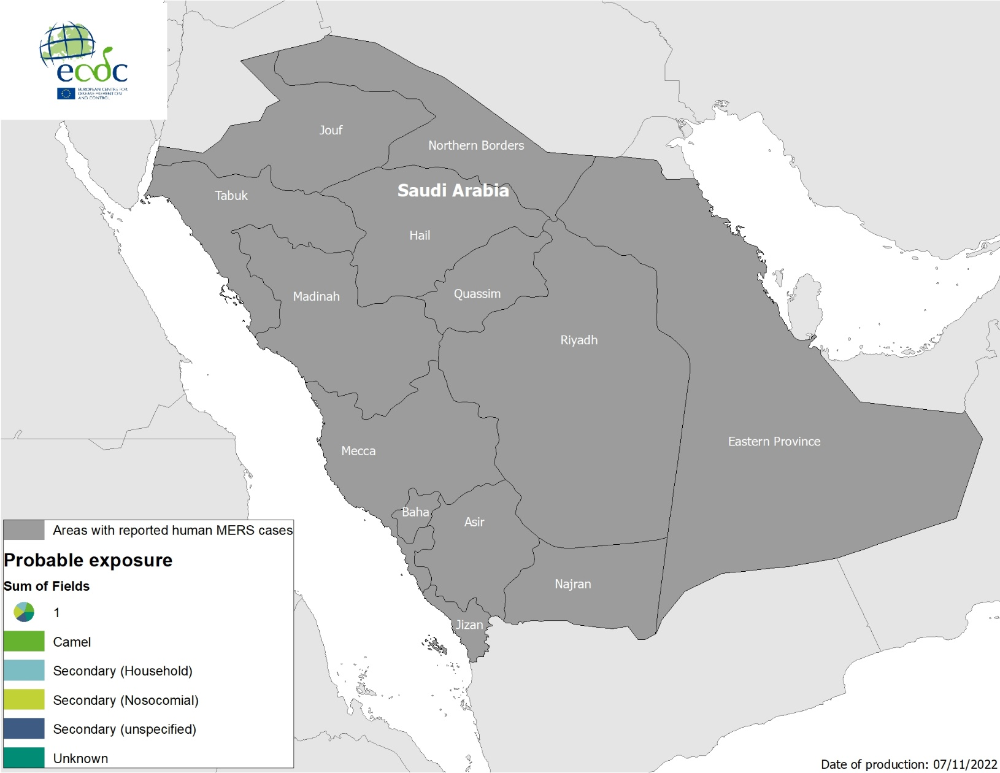 ecdc
EUROPEAN CENTRE FOR
DISEASE PREVENTION
AND CONTROL
Jouf
Northern Borders
Saudi Arabia
Tabuk
Hail
Quassim
Madinah
Riyadh
Eastern Province
Mecca
Baha
Asir
Najran
Jizan
Areas with reported human MERS cases
Probable exposure
Sum of Fields
1
Camel
Secondary (Household)
Secondary (Nosocomial)
Secondary (unspecified)
Unknown
Date of production: 07/11/2022